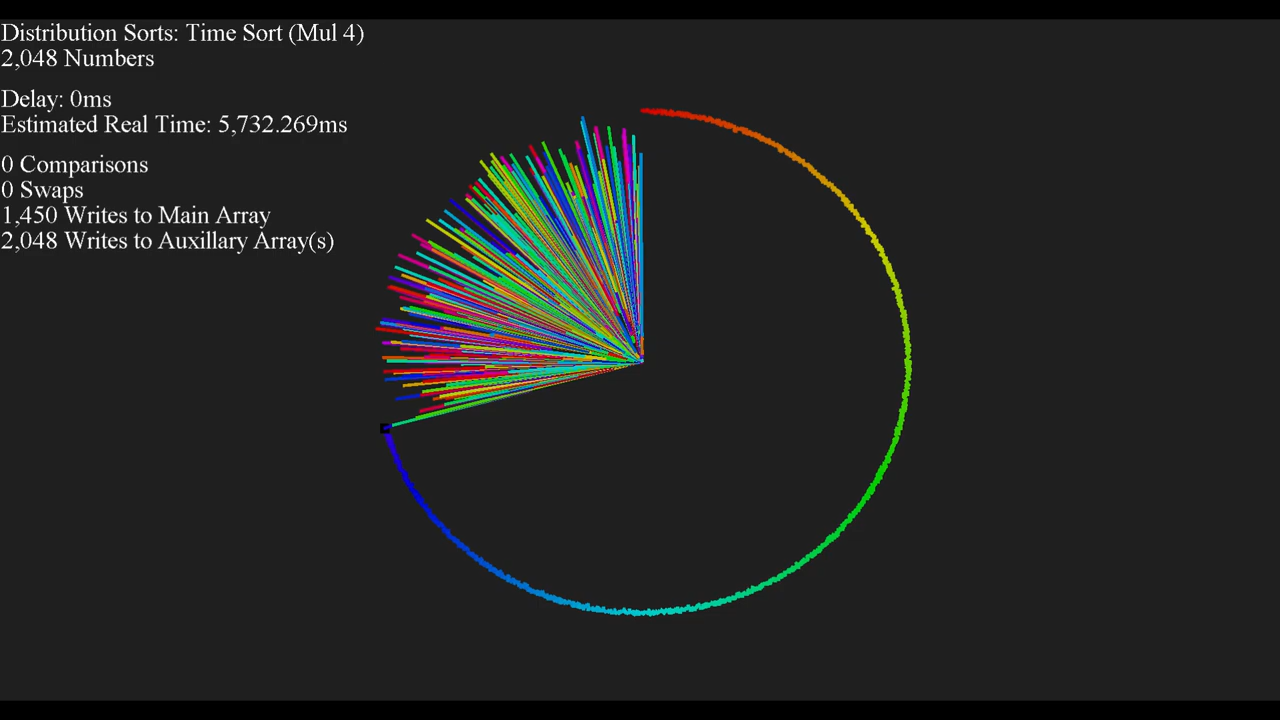 Distribution Sorts: Time Sort (Mul 4)
2,048 Numbers
Delay: 0ms
Estimated Real Time: 5,732.269ms
0 Comparisons
0 Swaps
1,450 Writes to Main Array
2,048 Writes to Auxillary Array(s)